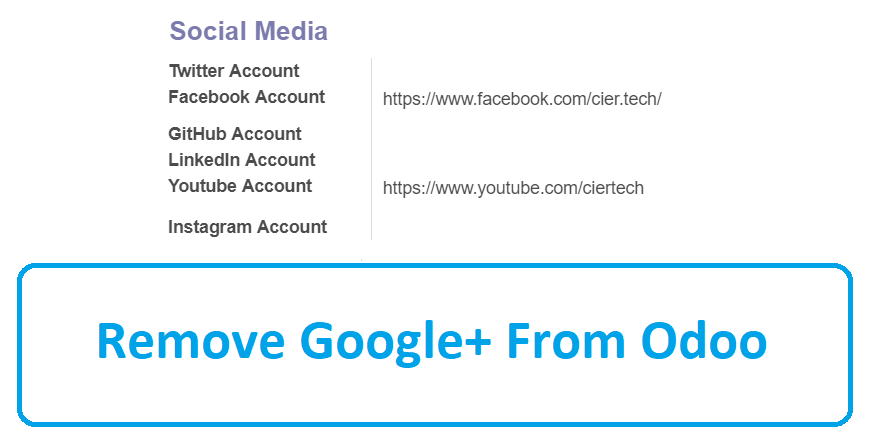 Social Media
Twitter Account
Facebook Account https://www.facebook.com/cier.tech/
GitHub Account
LinkedIn Account
Youtube Account https://www.youtube.com/ciertech
Instagram Account
Remove Google+ From Odoo